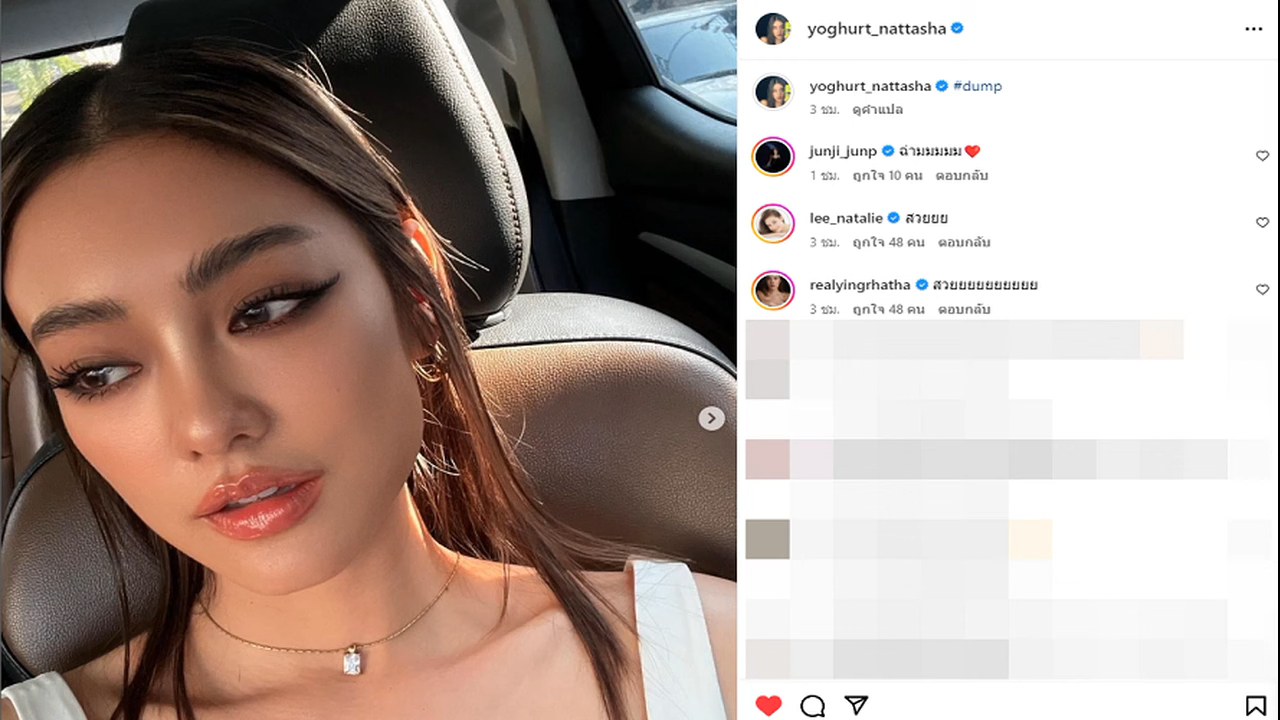 yoghurt_nattasha
yoghurt_nattasha #dump
3 ชม. ดูคำแปล
junji_junp ฉ่ามมมมม❤️
1 ชม. ถูกใจ 10 คน ตอบกลับ
lee_natalie สวยยย
3 ชม. ถูกใจ 48 คน ตอบกลับ
realyingrhatha สวยยยยยยยยยย
3 ชม. ถูกใจ 48 คน ตอบกลับ